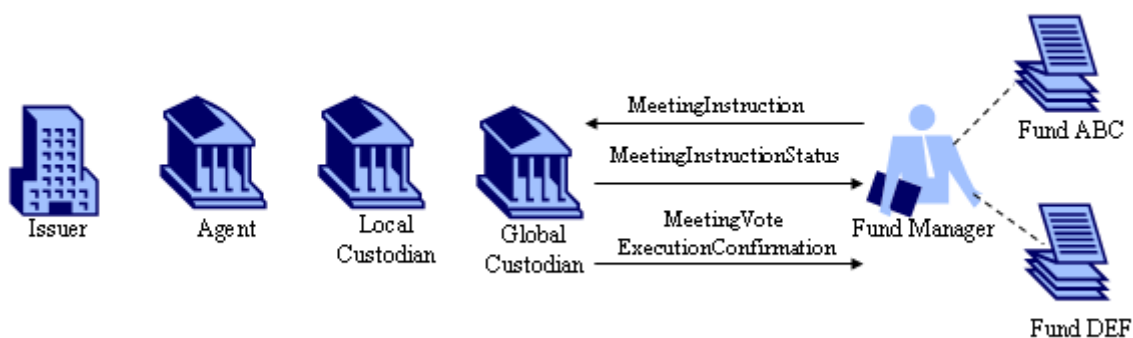 MeetingInstruction
Fund ABC
MeetingInstructionStatus
Issuer
Agent
Local
Custodian
Global
Custodian
MeetingVote
ExecutionConfirmation
Fund Manager
Fund DEF